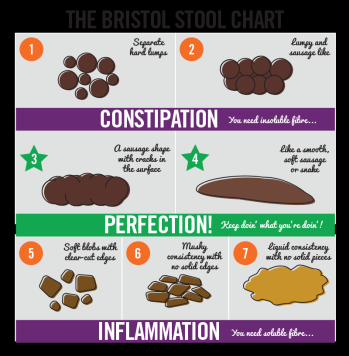 THE BRISTOL STOOL CHART
1
Separate
hard lumps
2
Lumpy and
sausage like
CONSTIPATION You need insoluble fibre...
3
A sausage shape
with cracks in
the surface
4
Like a smooth,
soft sausage
or snake
PERFECTION! Keep doin' what you're doin'!
5
Soft blobs with
clear-cut edges
6
Mushy
consistency with
no solid edges
7
Liquid consistency
with no solid pieces
INFLAMMATION You need soluble fibre...